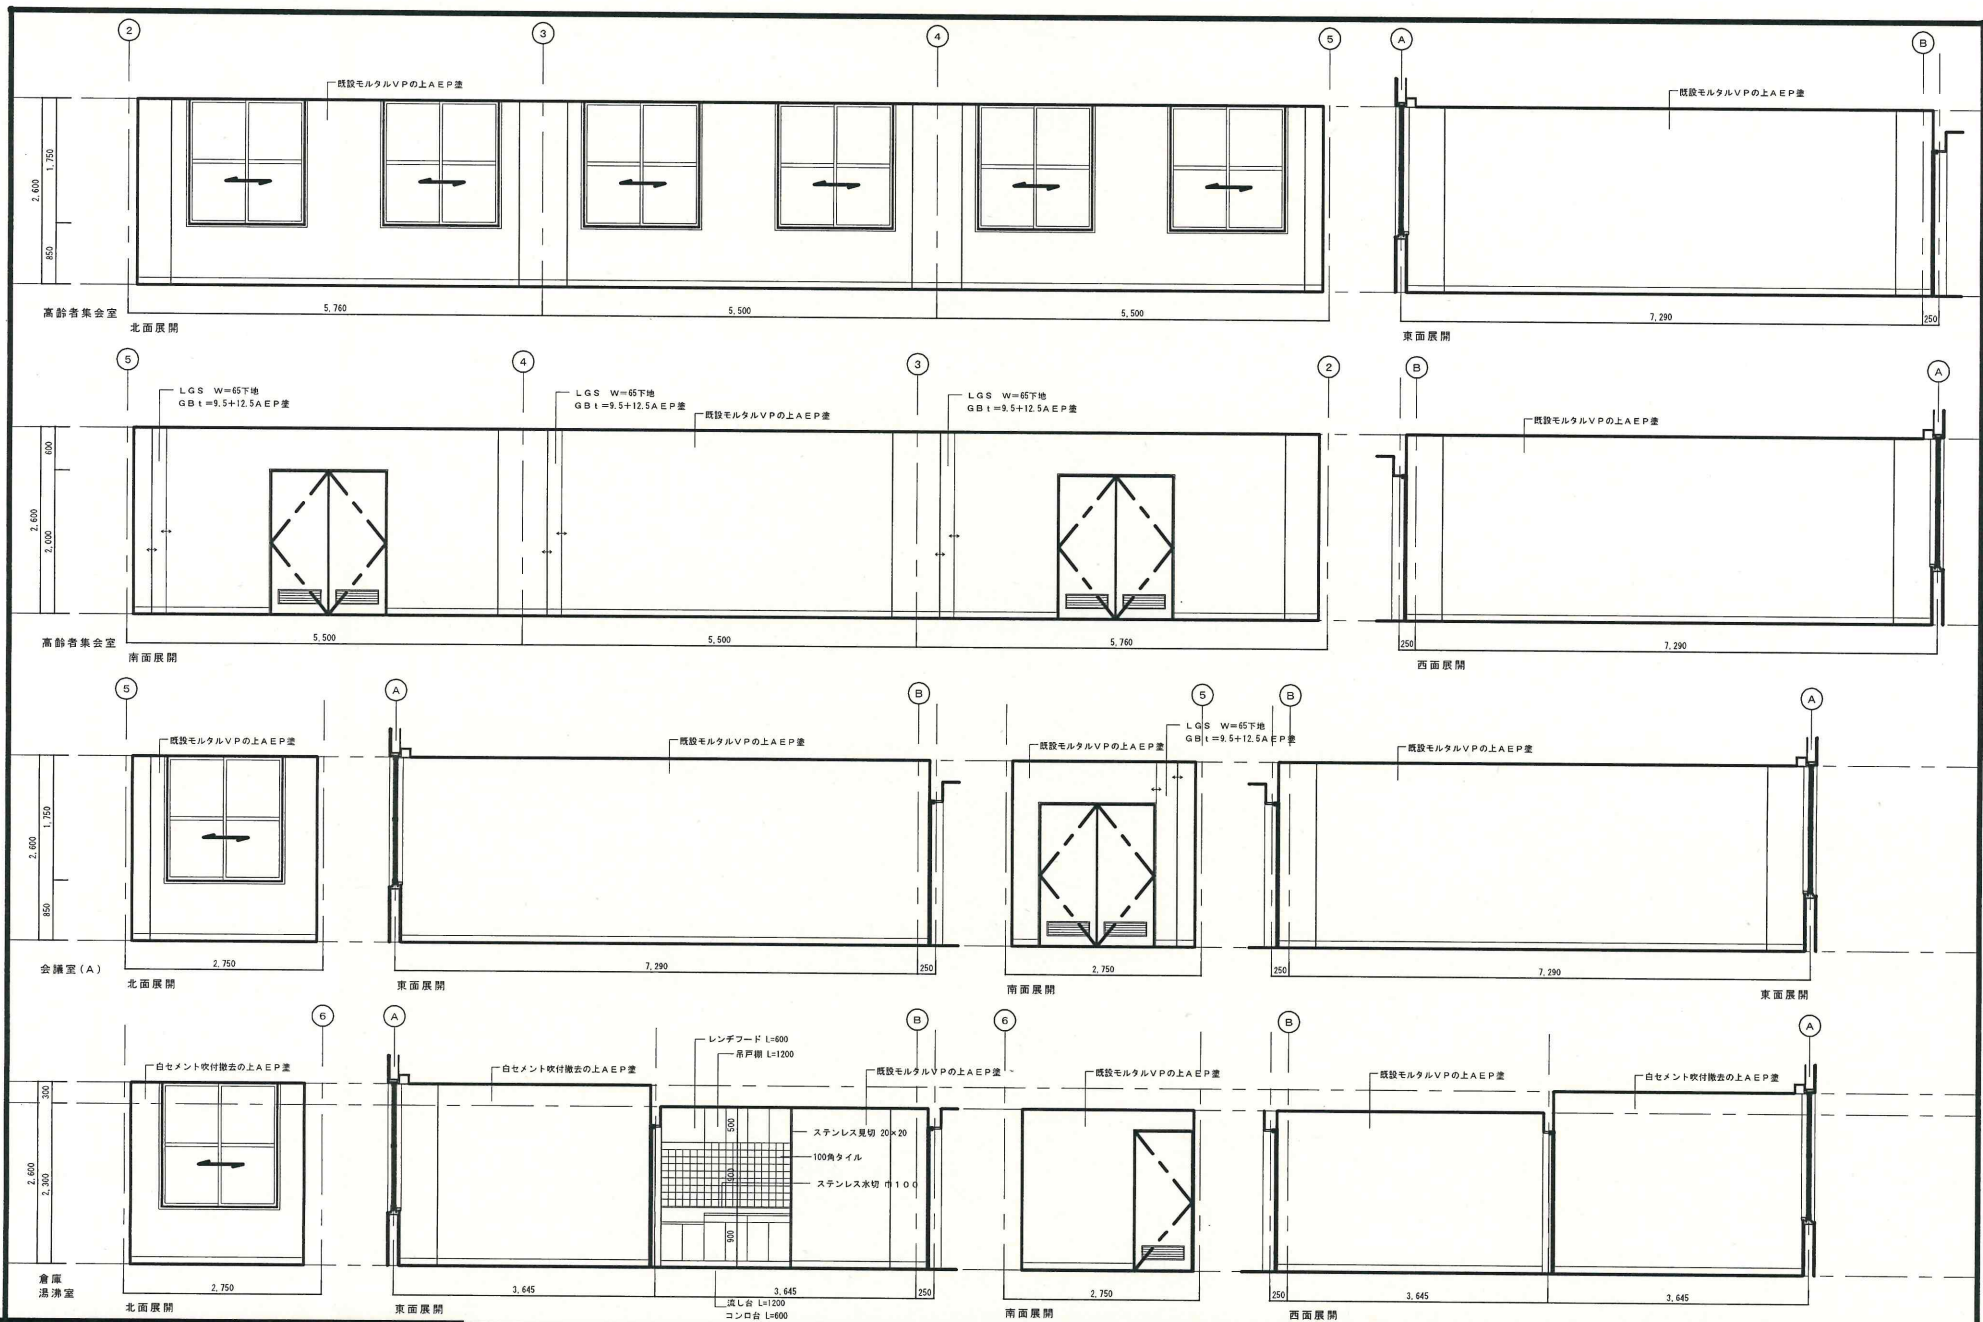 2
3
4
5
A
B
既設モルタルVPの上AEP塗
既設モルタルVPの上AEP塗
2,600
1,750
850
高齢者集会室
5,760
5,500
5,500
北面展開
7,290
250
東面展開
5
4
3
2
B
A
LGS W=65下地
GBt=9.5+12.5AEP塗
LGS W=65下地
GBt=9.5+12.5AEP塗
既設モルタルVPの上AEP塗
LGS W=65下地
GBt=9.5+12.5AEP塗
既設モルタルVPの上AEP塗
2,600
600
2,000
高齢者集会室
5,500
5,500
5,760
南面展開
250
7,290
西面展開
5
A
B
5
B
A
既設モルタルVPの上AEP塗
既設モルタルVPの上AEP塗
既設モルタルVPの上AEP塗
LGS W=65下地
GBt=9.5+12.5AEP塗
既設モルタルVPの上AEP塗
2,600
1,750
850
会議室(A)
2,750
北面展開
7,290
250
東面展開
2,750
南面展開
250
7,290
東面展開
6
A
B
6
B
A
白セメント吹付撤去の上AEP塗
白セメント吹付撤去の上AEP塗
レンヂフード L=600
吊戸棚 L=1200
既設モルタルVPの上AEP塗
既設モルタルVPの上AEP塗
既設モルタルVPの上AEP塗
白セメント吹付撤去の上AEP塗
300
2,600
2,300
500
900
900
ステンレス見切 20×20
100角タイル
ステンレス水切 巾100
倉庫
湯沸室
2,750
北面展開
3,645
3,645
250
東面展開
流し台 L=1200
コンロ台 L=600
2,750
南面展開
250
3,645
3,645
西面展開